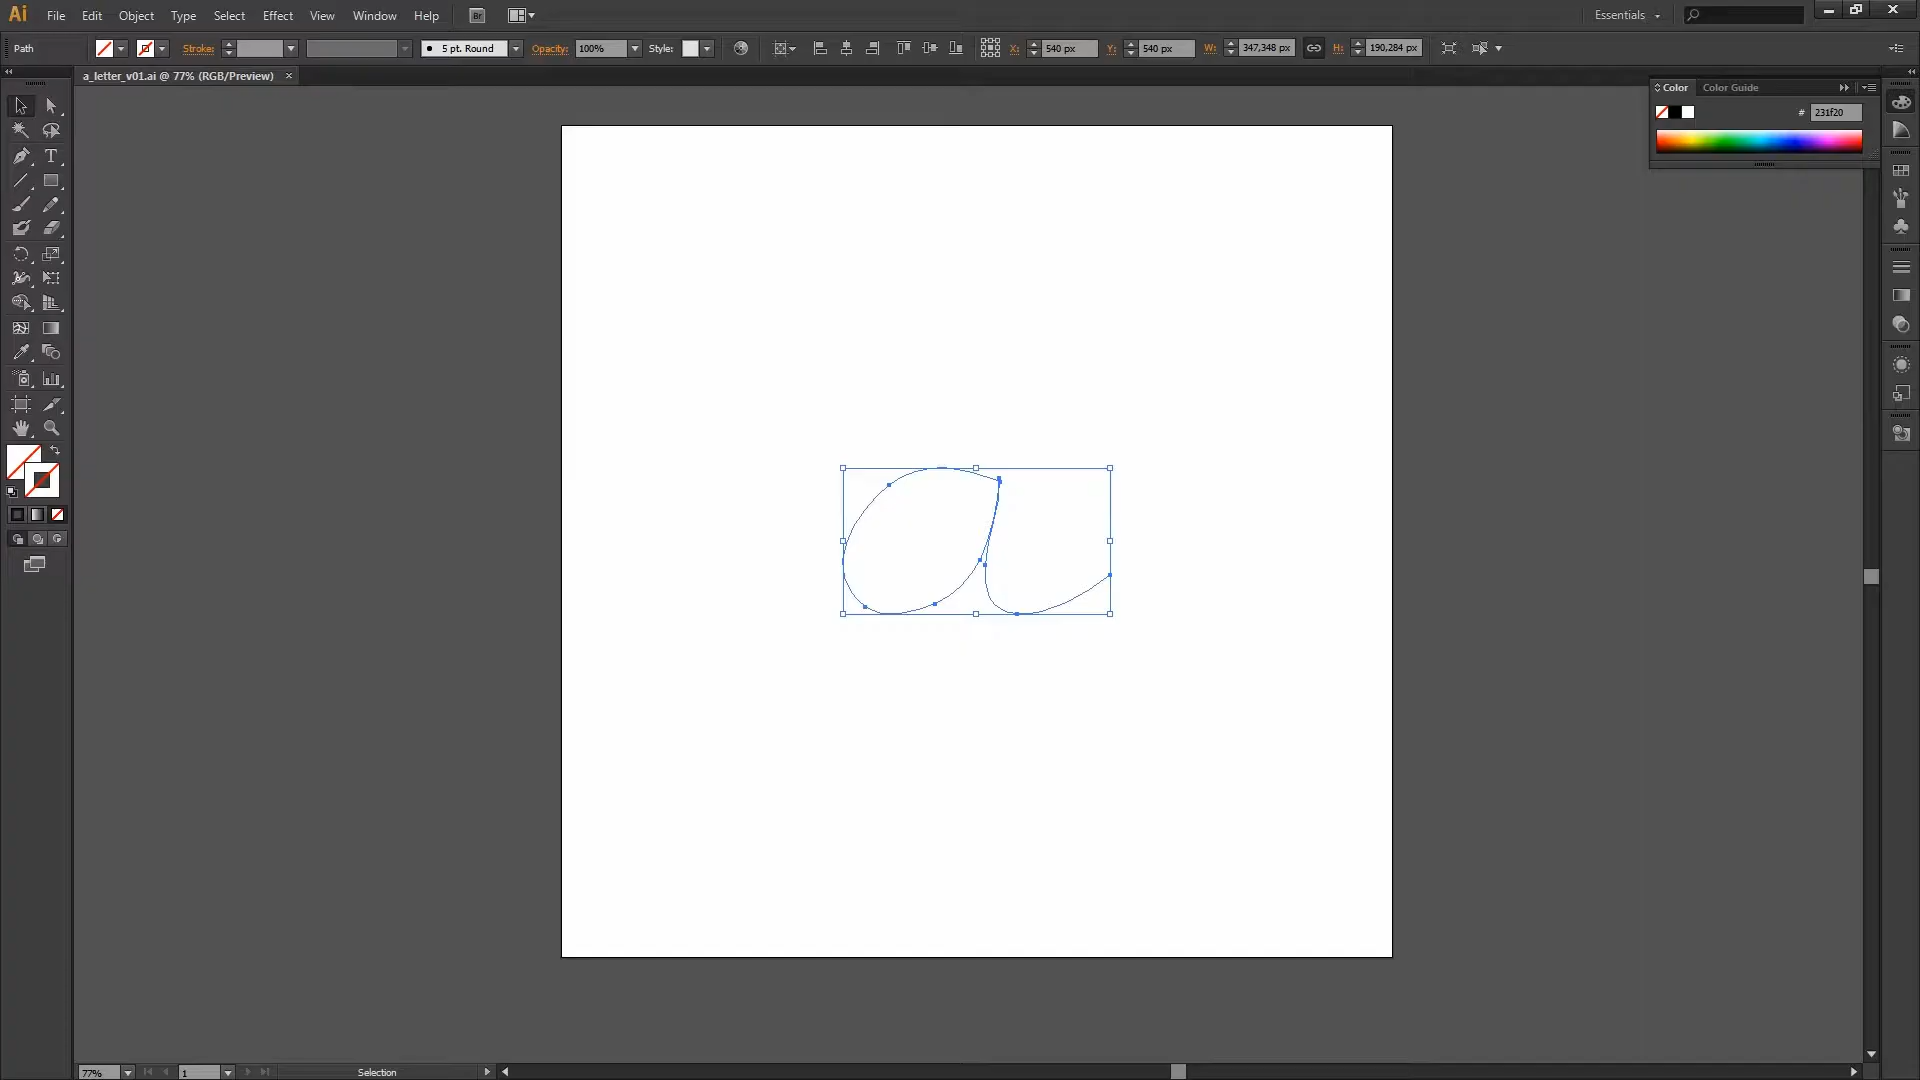 Ai File Edit Object Type Select Effect View Window Help Br Essentials
Path Stroke: 5 pt. Round Opacity: 100% Style: X: 540 px Y: 540 px W: 347,348 px H: 190,284 px
a_letter_v01.ai @ 77% (RGB/Preview)
Color Color Guide
# 231f20
T
77% 1 Selection